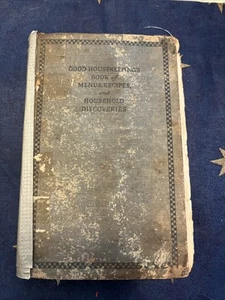 GOOD HOUSEKEEPING'S
BOOK of
MENUS, RECIPES,
and
HOUSEHOLD
DISCOVERIES